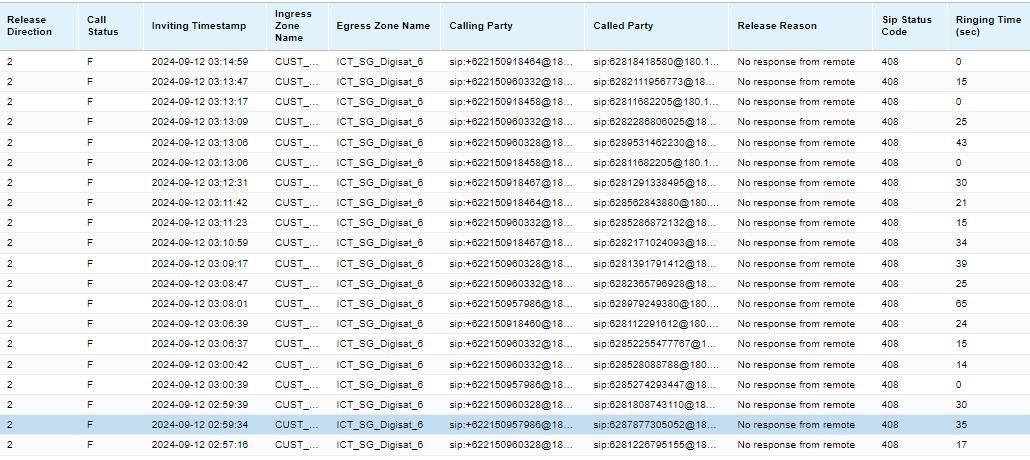 Release Direction Call Status Inviting Timestamp Ingress Zone Name Egress Zone Name Calling Party Called Party Release Reason Sip Status Code Ringing Time (sec)
2 F 2024-09-12 03:14:59 CUST_... ICT_SG_Digisat_6 sip:+622150918464@18... sip:62818418580@180.1... No response from remote 408 0
2 F 2024-09-12 03:13:47 CUST_... ICT_SG_Digisat_6 sip:+622150960332@18... sip:6282111956773@18... No response from remote 408 15
2 F 2024-09-12 03:13:17 CUST_... ICT_SG_Digisat_6 sip:+622150918458@18... sip:62811682205@180.1... No response from remote 408 0
2 F 2024-09-12 03:13:09 CUST_... ICT_SG_Digisat_6 sip:+622150960332@18... sip:6282286806025@18... No response from remote 408 25
2 F 2024-09-12 03:13:06 CUST_... ICT_SG_Digisat_6 sip:+622150960328@18... sip:6289531462230@18... No response from remote 408 43
2 F 2024-09-12 03:13:06 CUST_... ICT_SG_Digisat_6 sip:+622150918458@18... sip:62811682205@180.1... No response from remote 408 0
2 F 2024-09-12 03:12:31 CUST_... ICT_SG_Digisat_6 sip:+622150918467@18... sip:6281291338495@18... No response from remote 408 30
2 F 2024-09-12 03:11:42 CUST_... ICT_SG_Digisat_6 sip:+622150918464@18... sip:628562843880@180.... No response from remote 408 21
2 F 2024-09-12 03:11:23 CUST_... ICT_SG_Digisat_6 sip:+622150960332@18... sip:6285286872132@18... No response from remote 408 15
2 F 2024-09-12 03:10:59 CUST_... ICT_SG_Digisat_6 sip:+622150918467@18... sip:6282171024093@18... No response from remote 408 34
2 F 2024-09-12 03:09:17 CUST_... ICT_SG_Digisat_6 sip:+622150960328@18... sip:6281391791412@18... No response from remote 408 39
2 F 2024-09-12 03:08:47 CUST_... ICT_SG_Digisat_6 sip:+622150960332@18... sip:6282365796928@18... No response from remote 408 25
2 F 2024-09-12 03:08:01 CUST_... ICT_SG_Digisat_6 sip:+622150957986@18... sip:628979249380@180.... No response from remote 408 65
2 F 2024-09-12 03:06:39 CUST_... ICT_SG_Digisat_6 sip:+622150918460@18... sip:628112291612@180.... No response from remote 408 24
2 F 2024-09-12 03:06:37 CUST_... ICT_SG_Digisat_6 sip:+622150960332@18... sip:62852255477767@1... No response from remote 408 15
2 F 2024-09-12 03:00:42 CUST_... ICT_SG_Digisat_6 sip:+622150960332@18... sip:628528088788@180.... No response from remote 408 14
2 F 2024-09-12 03:00:39 CUST_... ICT_SG_Digisat_6 sip:+622150957986@18... sip:6285274293447@18... No response from remote 408 0
2 F 2024-09-12 02:59:39 CUST_... ICT_SG_Digisat_6 sip:+622150960328@18... sip:6281808743110@18... No response from remote 408 30
2 F 2024-09-12 02:59:34 CUST_... ICT_SG_Digisat_6 sip:+622150957986@18... sip:6287877305052@18... No response from remote 408 35
2 F 2024-09-12 02:57:16 CUST_... ICT_SG_Digisat_6 sip:+622150960328@18... sip:6281226795155@18... No response from remote 408 17